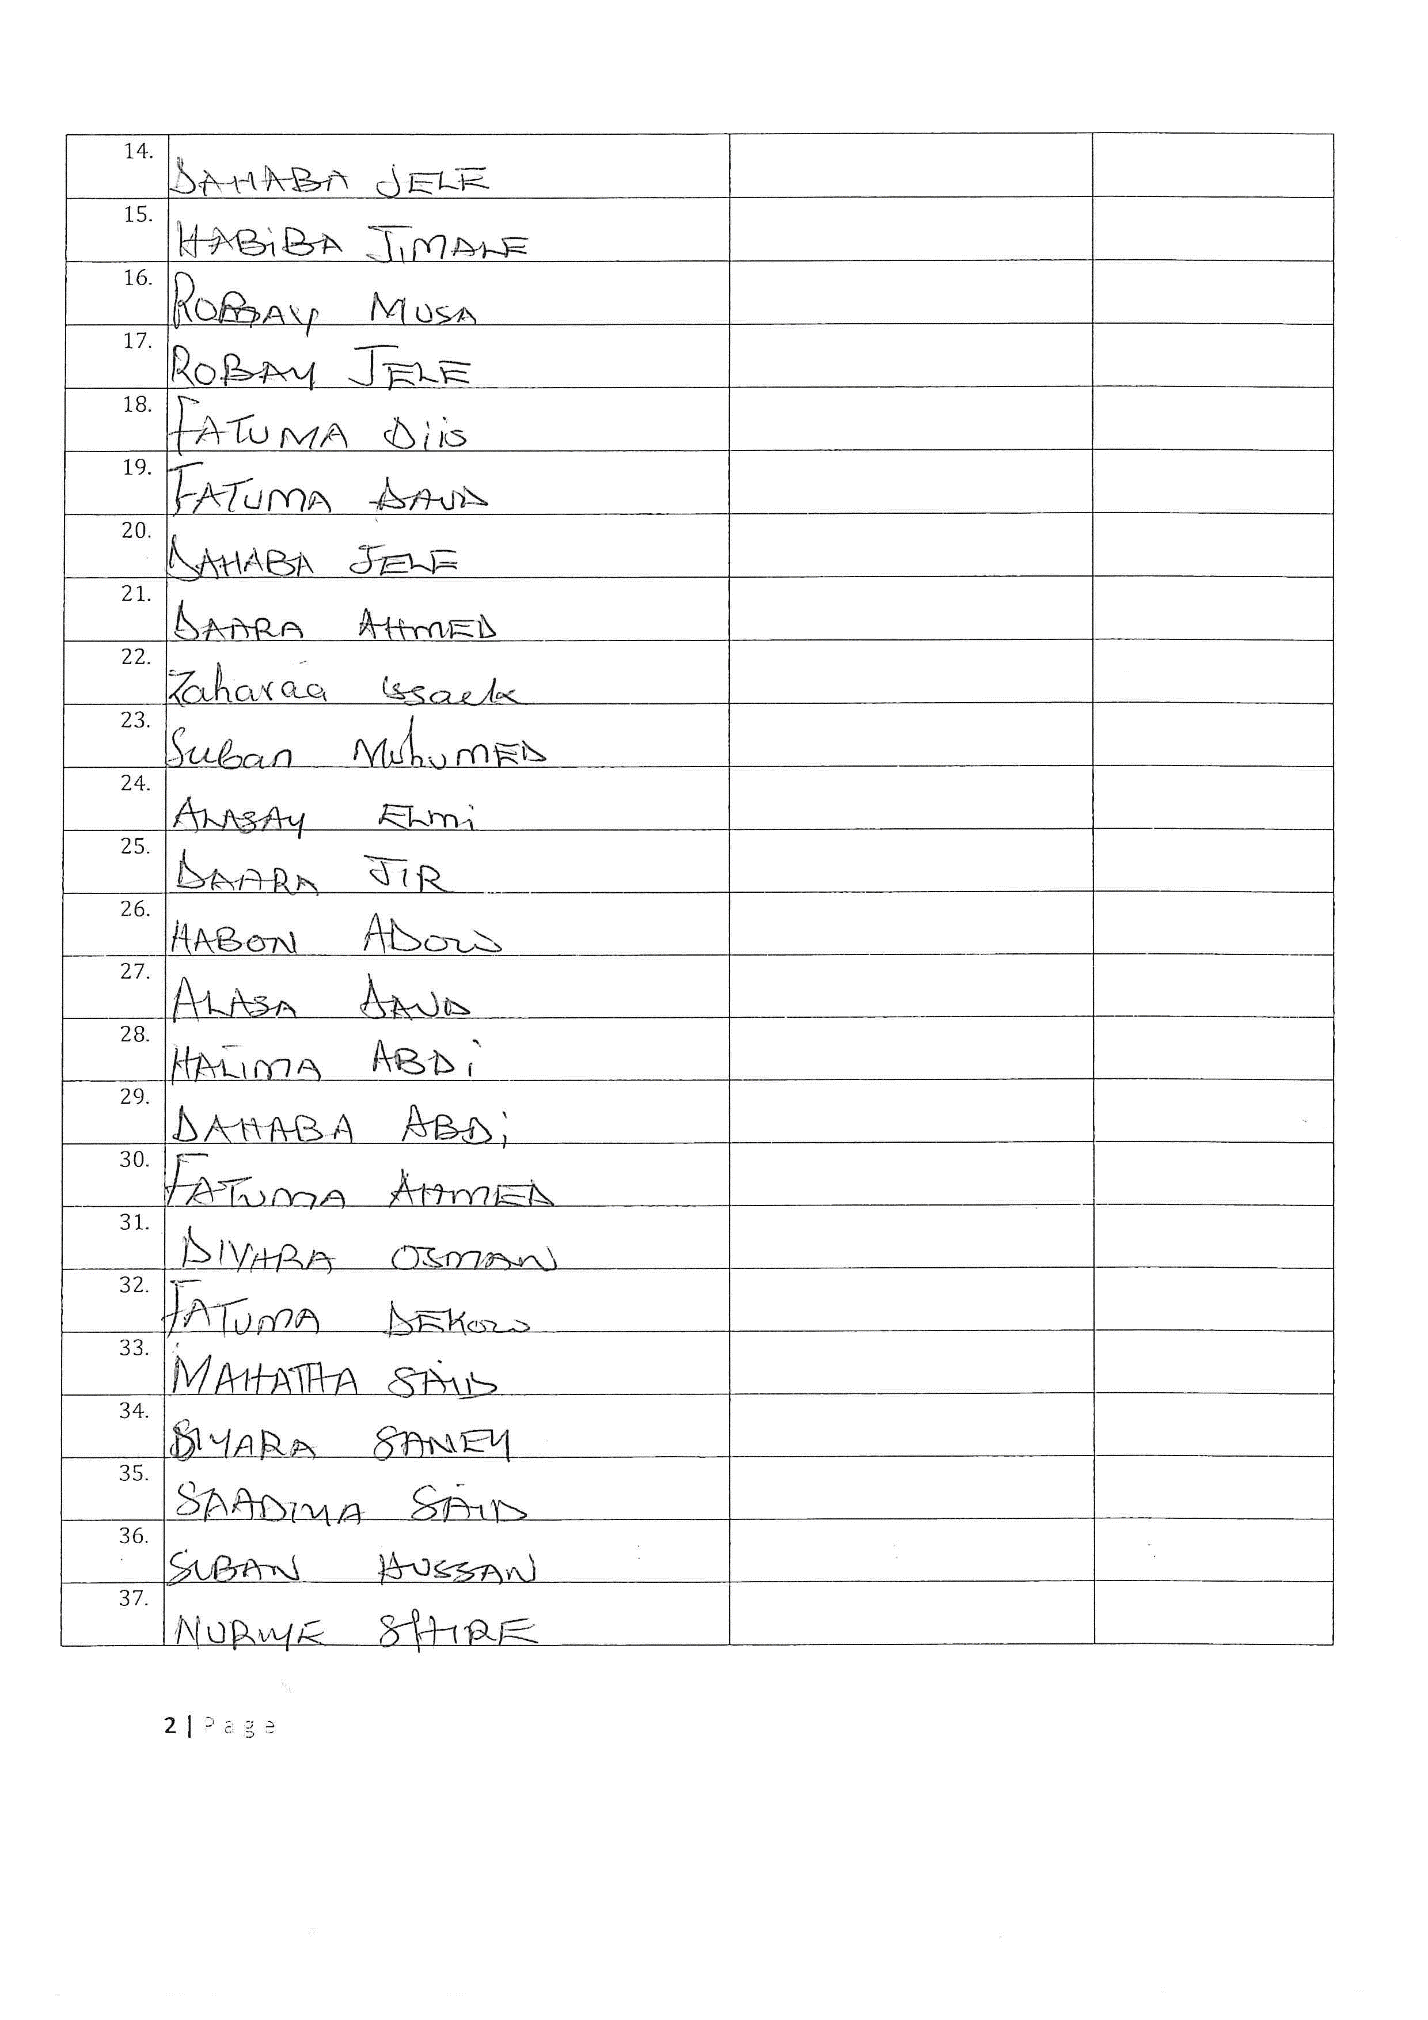 14. DAHABA JELE
15. HABiBA JiMALE
16. ROBBAY MUSA
17. ROBAY JELE
18. FATUMA Diis
19. FATUMA DAUD
20. DAHABA JELE
21. DAARA AHMED
22. Zaharaa issack
23. Suban MuhuMED
24. ALASAY ELMi
25. DAARA JIR
26. HABON ADOW
27. ALASA DAUD
28. HALIMA ABDi
29. DAHABA ABDi
30. FATUMA AHMED
31. OSMAN
32. FATUMA DEKOW
33. MAHATHA SAiD
34. BIYARA SANEY
35. SAADIYA SAiD
36. SUBAN HUSSAN
37. NURIYE SHIRE
2 | Page